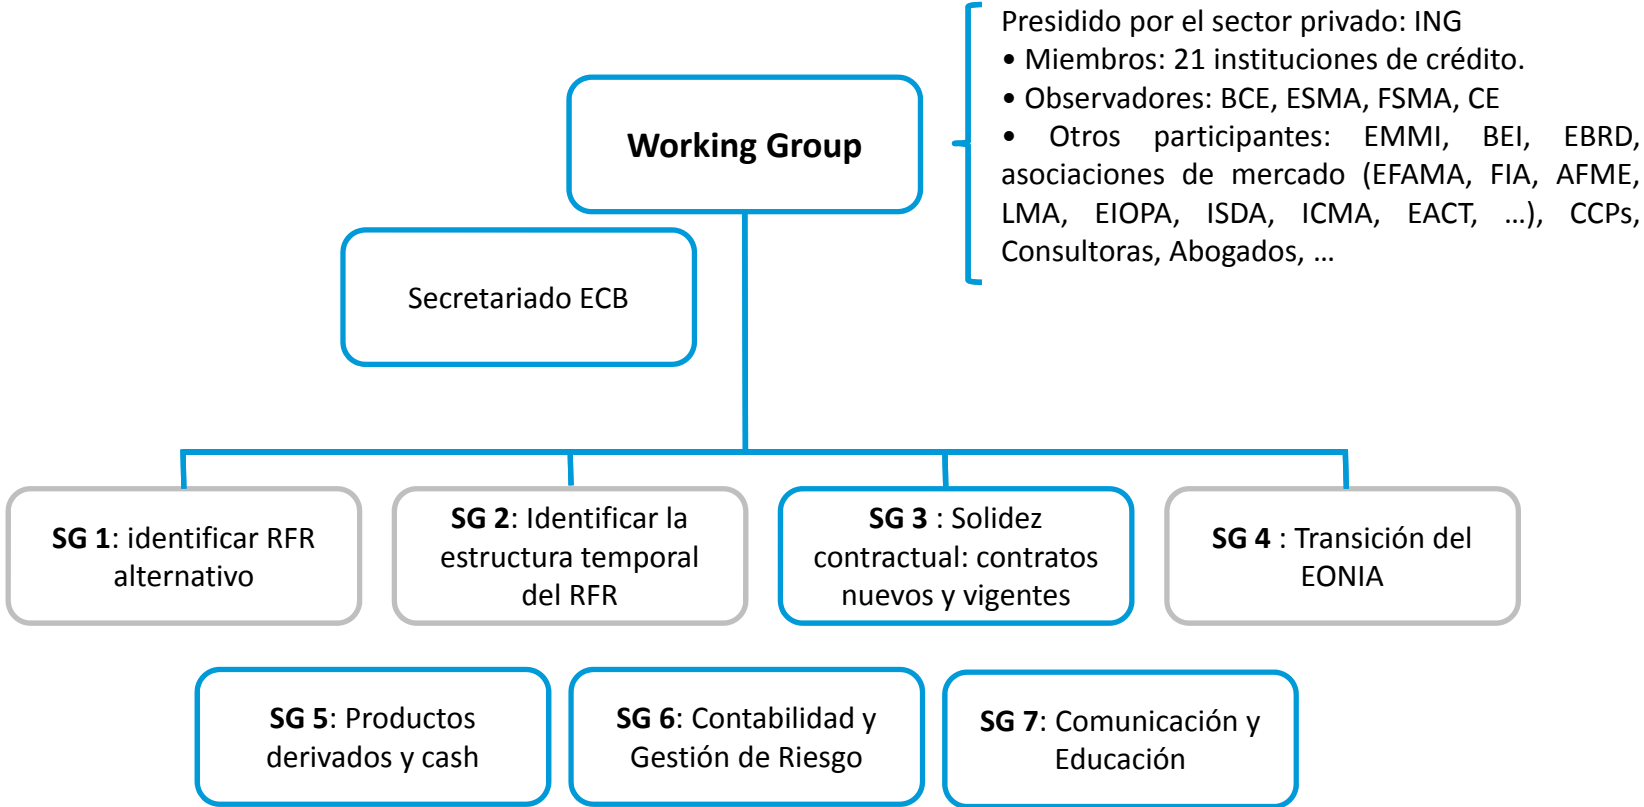 Presidido por el sector privado: ING
• Miembros: 21 instituciones de crédito.
• Observadores: BCE, ESMA, FSMA, CE
• Otros participantes: EMMI, BEI, EBRD,
asociaciones de mercado (EFAMA, FIA, AFME,
LMA, EIOPA, ISDA, ICMA, EACT, ...), CCPs,
Consultoras, Abogados, ...
Working Group
Secretariado ECB
SG 1: identificar RFR
alternativo
SG 2: Identificar la
estructura temporal
del RFR
SG 3 : Solidez
contractual: contratos
nuevos y vigentes
SG 4 : Transición del
EONIA
SG 5: Productos
derivados y cash
SG 6: Contabilidad y
Gestión de Riesgo
SG 7: Comunicación y
Educación